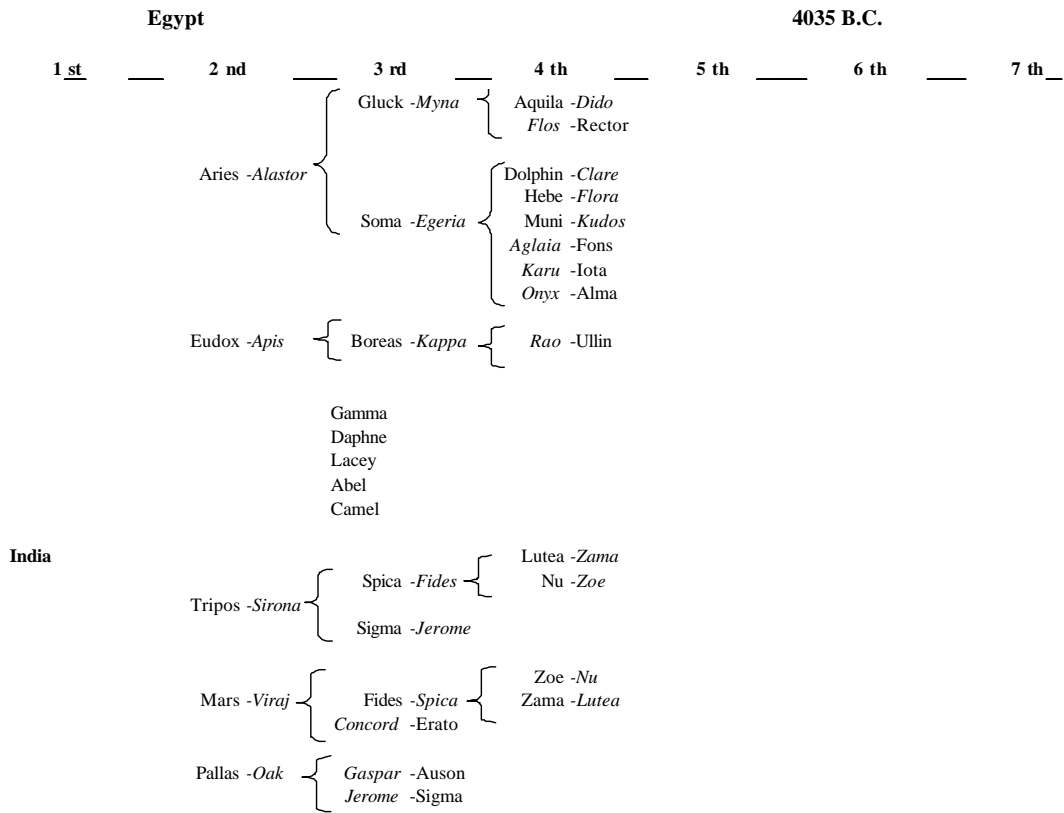 Egypt 4035 B.C.
1 st 2 nd 3 rd 4 th 5 th 6 th 7 th
Gluck -Myna Aquila -Dido
Flos -Rector
Aries -Alastor Dolphin -Clare
Hebe -Flora
Soma -Egeria Muni -Kudos
Aglaia -Fons
Karu -Iota
Onyx -Alma
Eudox -Apis Boreas -Kappa Rao -Ullin
Gamma
Daphne
Lacey
Abel
Camel
India Lutea -Zama
Spica -Fides Nu -Zoe
Tripos -Sirona
Sigma -Jerome
Zoe -Nu
Mars -Viraj Fides -Spica Zama -Lutea
Concord -Erato
Pallas -Oak Gaspar -Auson
Jerome -Sigma